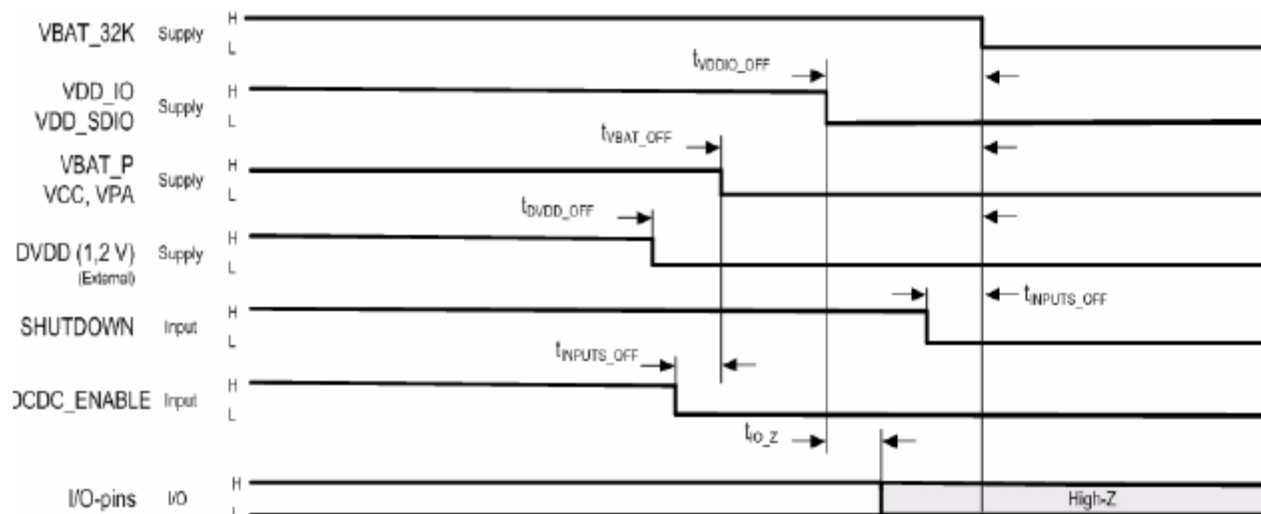 VBAT_32K Supply H
L
tVDDIO_OFF
VDD_IO
VDD_SDIO Supply H
L
tVBAT_OFF
VBAT_P
VCC, VPA Supply H
L
tDVDD_OFF
DVDD (1,2 V) Supply H
(External) L
SHUTDOWN Input H
L
tINPUTS_OFF
tINPUTS_OFF
DCDC_ENABLE Input H
L
tIO_Z
I/O-pins I/O H
L
High-Z